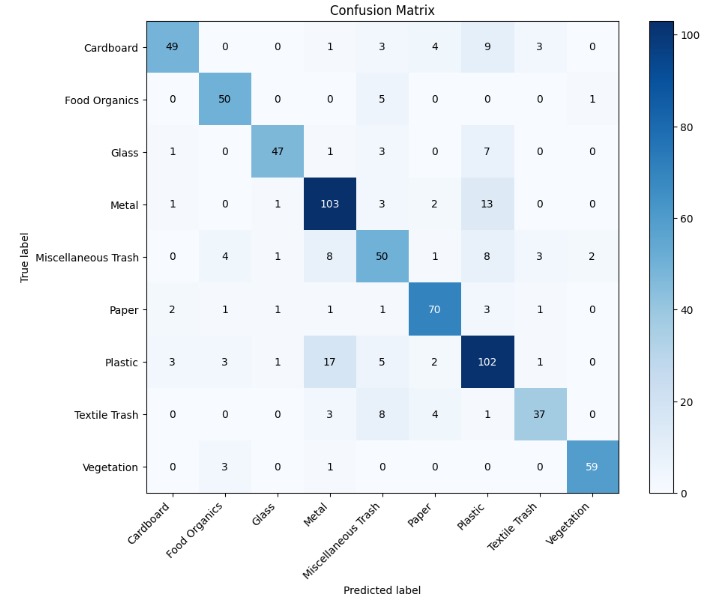 Confusion Matrix
Cardboard 49 0 0 1 3 4 9 3 0
Food Organics 0 50 0 0 5 0 0 0 1
Glass 1 0 47 1 3 0 7 0 0
Metal 1 0 1 103 3 2 13 0 0
Miscellaneous Trash 0 4 1 8 50 1 8 3 2
Paper 2 1 1 1 1 70 3 1 0
Plastic 3 3 1 17 5 2 102 1 0
Textile Trash 0 0 0 3 8 4 1 37 0
Vegetation 0 3 0 1 0 0 0 0 59
True label
Cardboard Food Organics Glass Metal Miscellaneous Trash Paper Plastic Textile Trash Vegetation
Predicted label
100
80
60
40
20
0